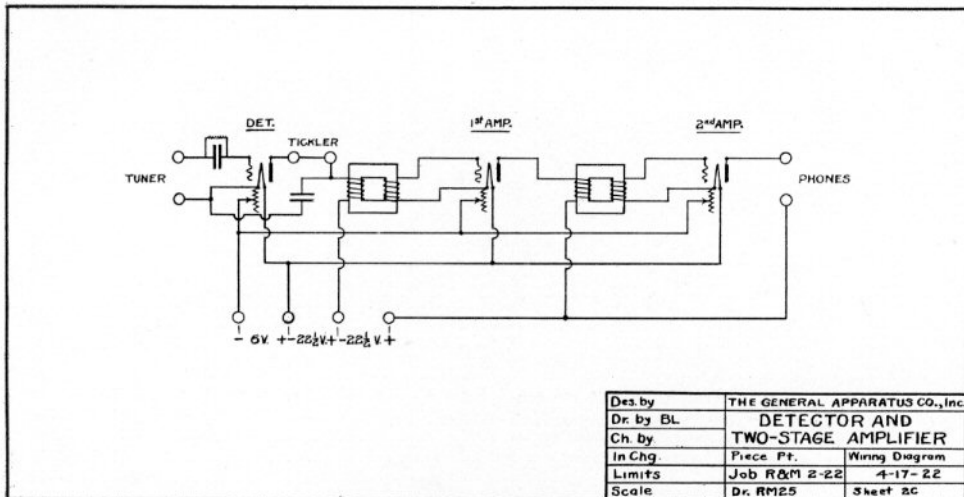 DET.
1st AMP.
2nd AMP.
TICKLER
TUNER
PHONES
- 6V. + - 22½V. + - 22½ V. +
Des. by THE GENERAL APPARATUS CO., Inc.
Dr. by BL DETECTOR AND
Ch. by TWO-STAGE AMPLIFIER
In Chg. Piece Pt. Wiring Diagram
Limits Job R&M 2-22 4-17-22
Scale Dr. RM25 Sheet 2C